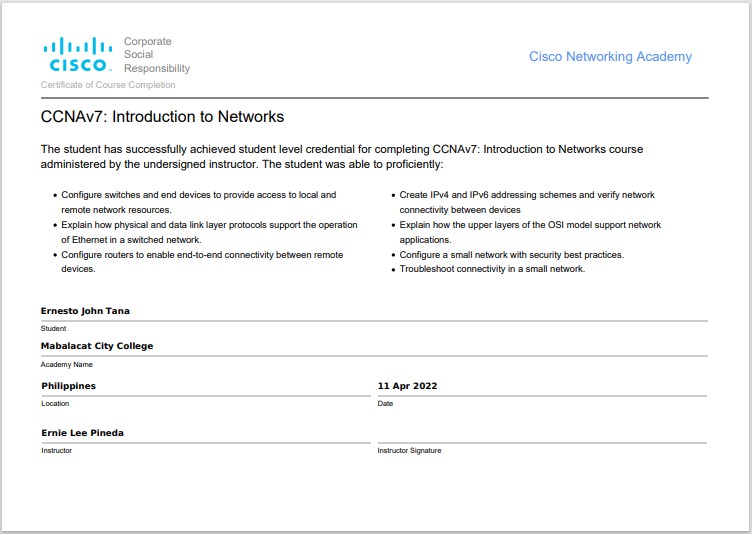 Corporate
Social
Responsibility
CISCO
Cisco Networking Academy
Certificate of Course Completion
CCNAv7: Introduction to Networks
The student has successfully achieved student level credential for completing CCNAv7: Introduction to Networks course
administered by the undersigned instructor. The student was able to proficiently:
• Configure switches and end devices to provide access to local and
remote network resources.
• Explain how physical and data link layer protocols support the operation
of Ethernet in a switched network.
• Configure routers to enable end-to-end connectivity between remote
devices.
• Create IPv4 and IPv6 addressing schemes and verify network
connectivity between devices
• Explain how the upper layers of the OSI model support network
applications.
• Configure a small network with security best practices.
• Troubleshoot connectivity in a small network.
Ernesto John Tana
Student
Mabalacat City College
Academy Name
Philippines
Location
11 Apr 2022
Date
Ernie Lee Pineda
Instructor
Instructor Signature